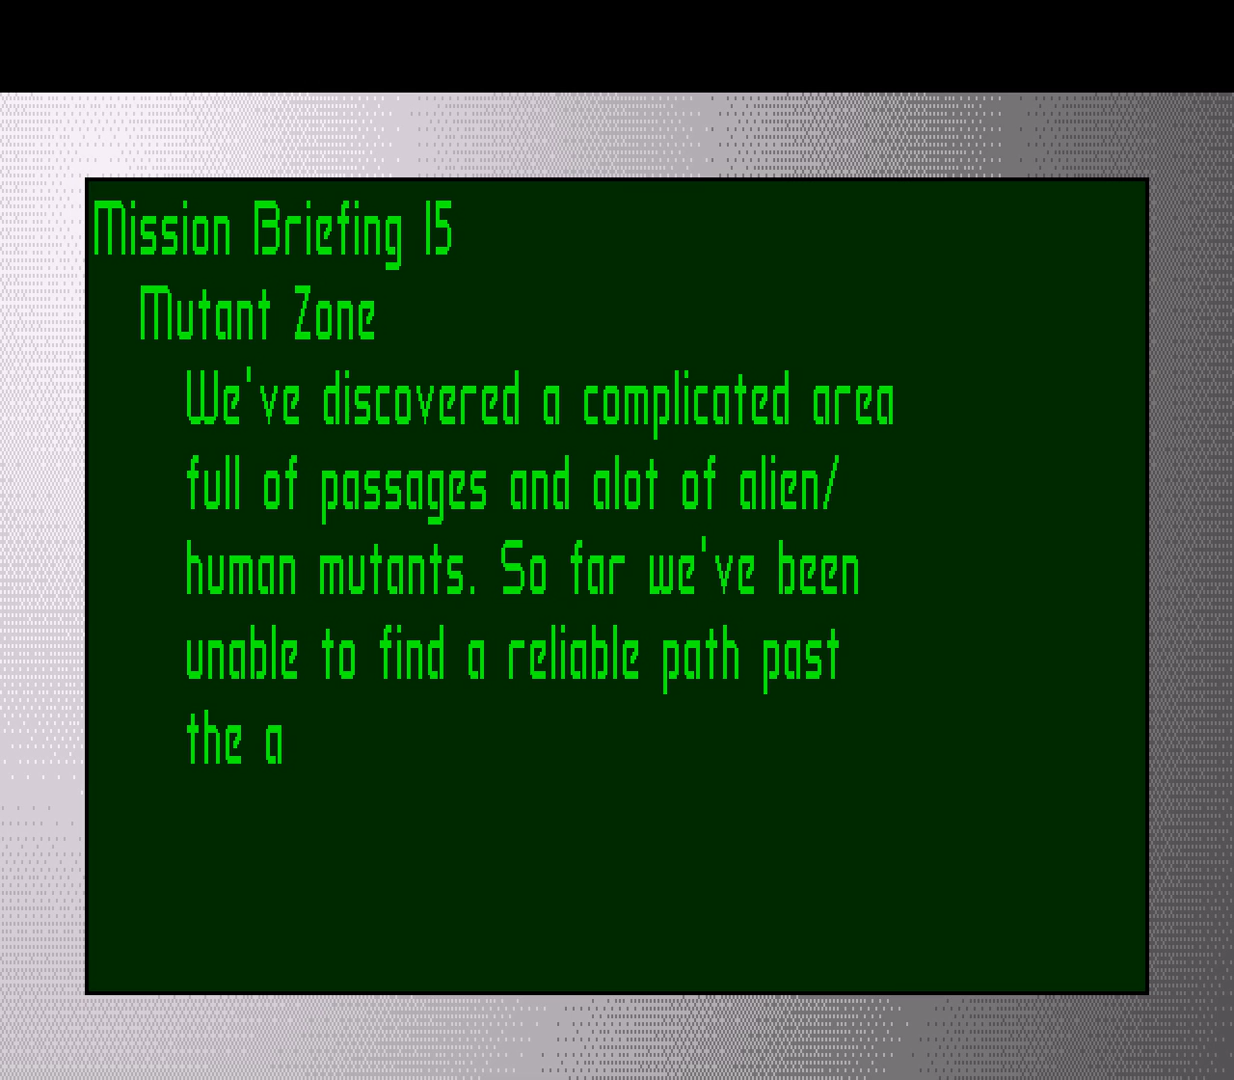 Mission Briefing 15
Mutant Zone
We've discovered a complicated area
full of passages and alot of alien/
human mutants. So far we've been
unable to find a reliable path past
the a